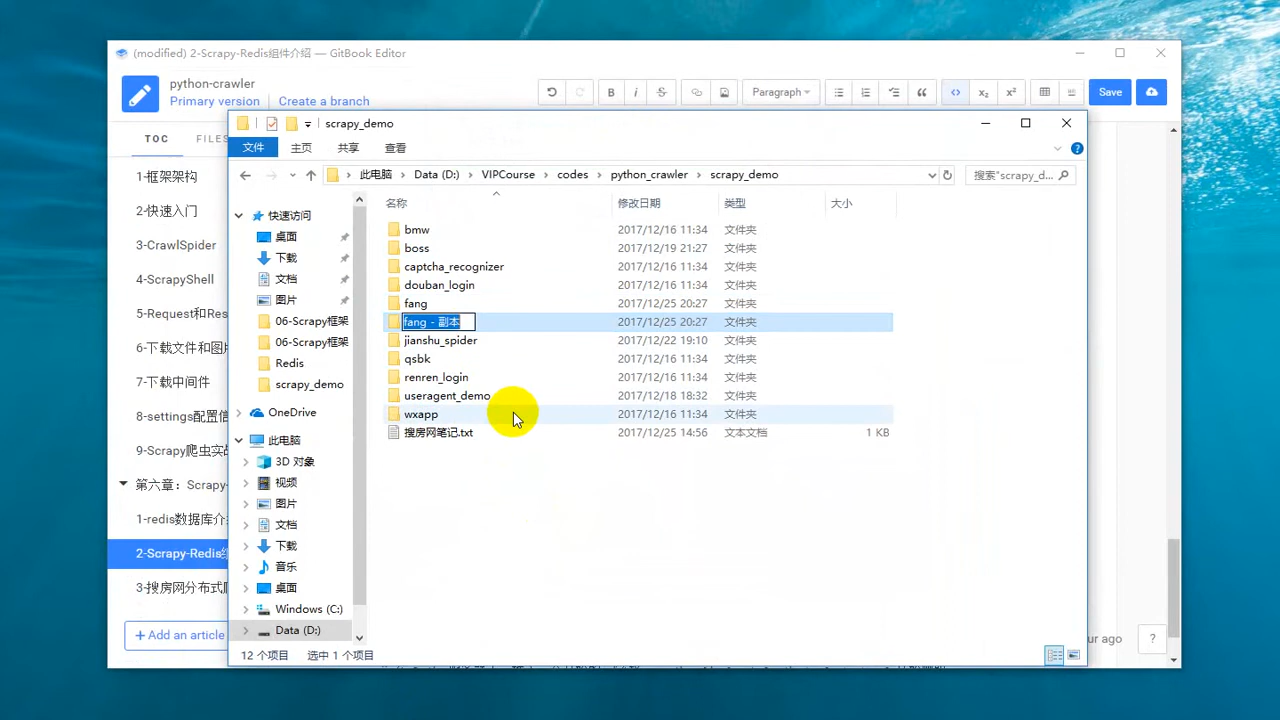 (modified) 2-Scrapy-Redis组件介绍 — GitBook Editor
python-crawler
Primary version
Create a branch
B
i
S
Paragraph
Save
TOC
FILES
1-框架架构
2-快速入门
3-CrawlSpider
4-ScrapyShell
5-Request和Res
6-下载文件和图片
7-下载中间件
8-settings配置信
9-Scrapy爬虫实战
第六章：Scrapy-
1-redis数据库介
2-Scrapy-Redis组
3-搜房网分布式爬
+ Add an article
ur ago
?
scrapy_demo
文件
主页
共享
查看
此电脑 > Data (D:) > VIPCourse > codes > python_crawler > scrapy_demo
搜索"scrapy_d...
名称
修改日期
类型
大小
快速访问
桌面
下载
文档
图片
06-Scrapy框架
06-Scrapy框架
Redis
scrapy_demo
OneDrive
此电脑
3D 对象
视频
图片
文档
下载
音乐
桌面
Windows (C:)
Data (D:)
bmw 2017/12/16 11:34 文件夹
boss 2017/12/19 21:27 文件夹
captcha_recognizer 2017/12/16 11:34 文件夹
douban_login 2017/12/16 11:34 文件夹
fang 2017/12/25 20:27 文件夹
fang - 副本 2017/12/25 20:27 文件夹
jianshu_spider 2017/12/22 19:10 文件夹
qsbk 2017/12/16 11:34 文件夹
renren_login 2017/12/16 11:34 文件夹
useragent_demo 2017/12/18 18:32 文件夹
wxapp 2017/12/16 11:34 文件夹
搜房网笔记.txt 2017/12/25 14:56 文本文档 1 KB
12 个项目
选中 1 个项目